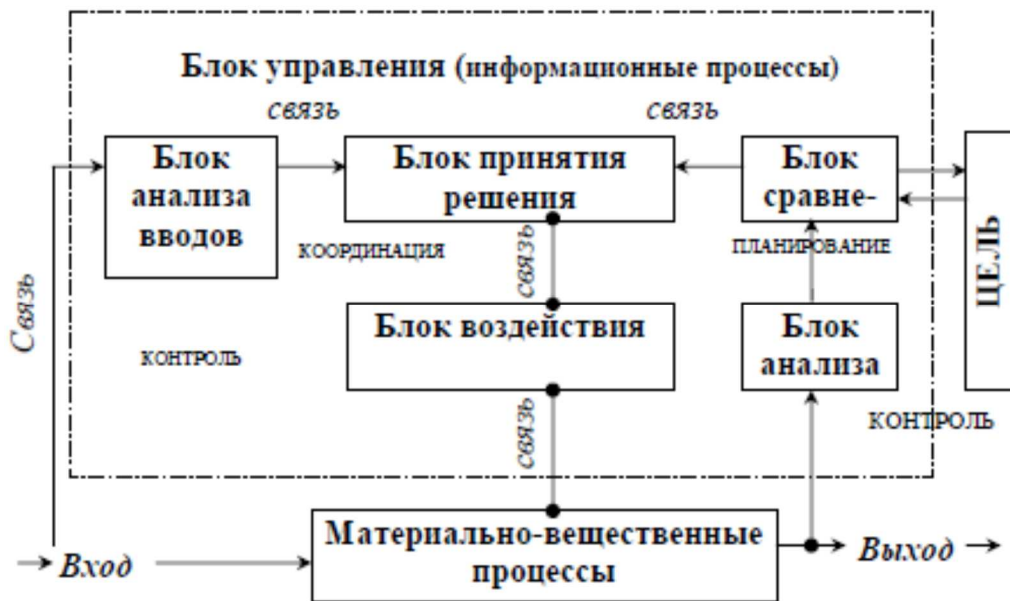 Блок управления (информационные процессы)
связь
связь
Блок
анализа
вводов
Блок принятия
решения
Блок
сравне-
ЦЕЛЬ
КООРДИНАЦИЯ
связь
ПЛАНИРОВАНИЕ
Связь
Блок воздействия
Блок
анализа
КОНТРОЛЬ
КОНТРОЛЬ
связь
Материально-вещественные
процессы
Вход
Выход